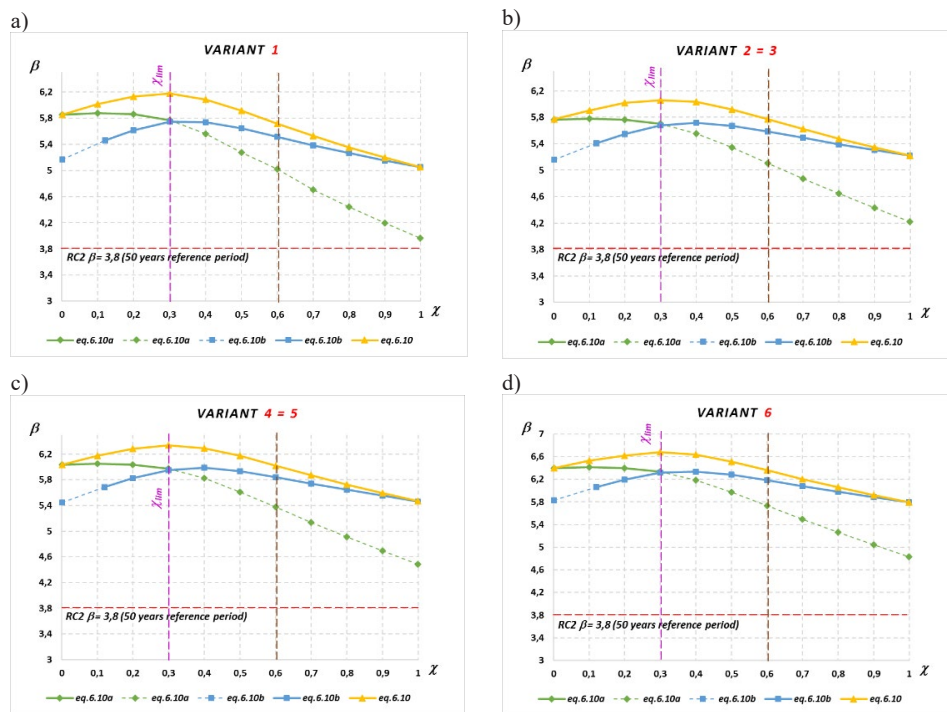 a)
VARIANT 1
β
χlim
6,2
5,8
5,4
5
4,6
4,2
3,8
3,4
3
RC2 β= 3,8 (50 years reference period)
0 0,1 0,2 0,3 0,4 0,5 0,6 0,7 0,8 0,9 1 χ
eq.6.10a eq.6.10a eq.6.10b eq.6.10b eq.6.10
b)
VARIANT 2 = 3
β
χlim
6,2
5,8
5,4
5
4,6
4,2
3,8
3,4
3
RC2 β= 3,8 (50 years reference period)
0 0,1 0,2 0,3 0,4 0,5 0,6 0,7 0,8 0,9 1 χ
eq.6.10a eq.6.10a eq.6.10b eq.6.10b eq.6.10
c)
VARIANT 4 = 5
β
6,2
5,8
χlim
5,4
5
4,6
4,2
3,8
3,4
3
RC2 β= 3,8 (50 years reference period)
0 0,1 0,2 0,3 0,4 0,5 0,6 0,7 0,8 0,9 1 χ
eq.6.10a eq.6.10a eq.6.10b eq.6.10b eq.6.10
d)
VARIANT 6
β
χlim
7
6,6
6,2
5,8
5,4
5
4,6
4,2
3,8
3,4
3
RC2 β= 3,8 (50 years reference period)
0 0,1 0,2 0,3 0,4 0,5 0,6 0,7 0,8 0,9 1 χ
eq.6.10a eq.6.10a eq.6.10b eq.6.10b eq.6.10